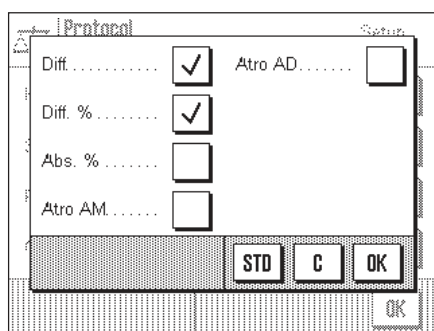 Protocol Setup
Diff........... Atro AD.......
Diff. %........
Abs. %.......
Atro AM.......
STD C OK
OK